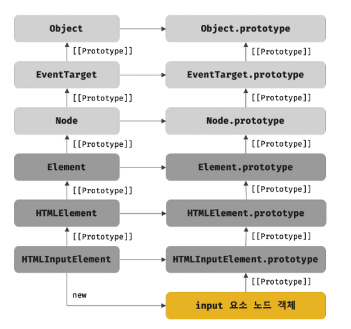 Object Object.prototype
[[Prototype]] [[Prototype]]
EventTarget EventTarget.prototype
[[Prototype]] [[Prototype]]
Node Node.prototype
[[Prototype]] [[Prototype]]
Element Element.prototype
[[Prototype]] [[Prototype]]
HTMLElement HTMLElement.prototype
[[Prototype]] [[Prototype]]
HTMLInputElement HTMLInputElement.prototype
[[Prototype]]
new
input 요소 노드 객체